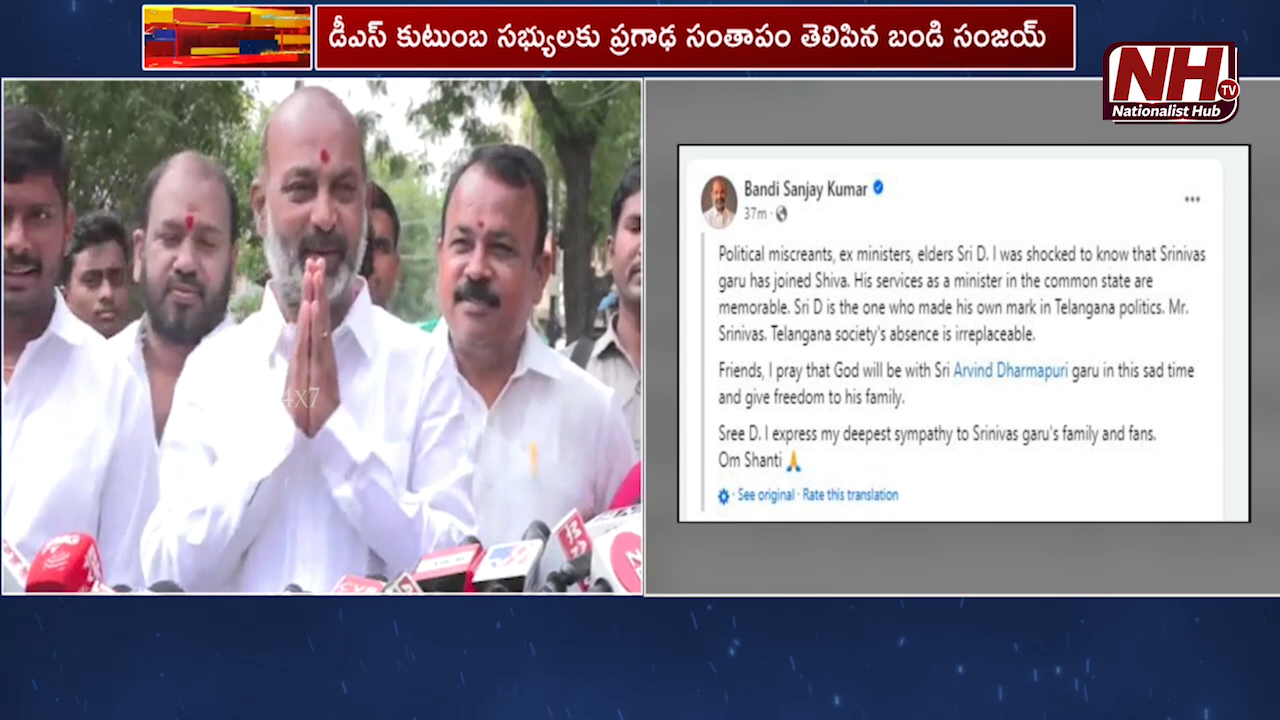 డీఎస్ కుటుంబ సభ్యులకు ప్రగాఢ సంతాపం తెలిపిన బండి సంజయ్
NH
TV
Nationalist Hub
Bandi Sanjay Kumar
37m ·
Political miscreants, ex ministers, elders Sri D. I was shocked to know that Srinivas
garu has joined Shiva. His services as a minister in the common state are
memorable. Sri D is the one who made his own mark in Telangana politics. Mr.
Srinivas. Telangana society's absence is irreplaceable.
Friends, I pray that God will be with Sri Arvind Dharmapuri garu in this sad time
and give freedom to his family.
Sree D. I express my deepest sympathy to Srinivas garu's family and fans.
Om Shanti 🙏
· See original · Rate this translation
4x7